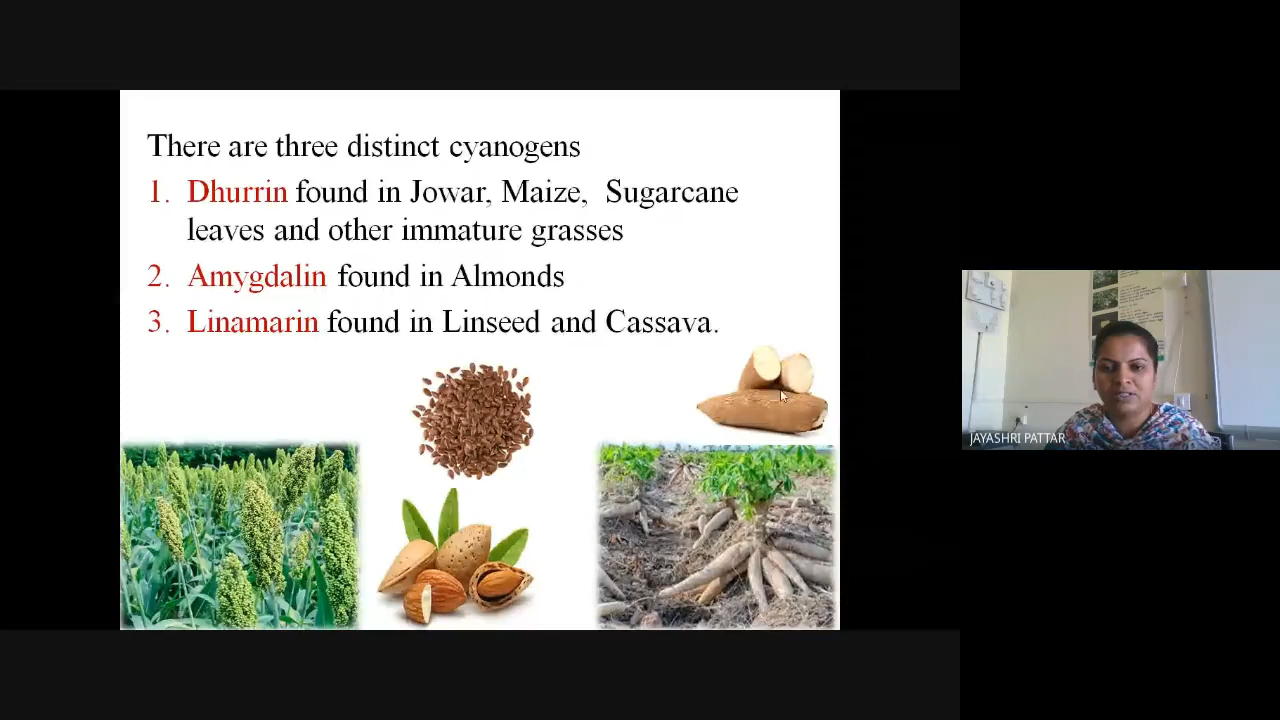 There are three distinct cyanogens
1. Dhurrin found in Jowar, Maize, Sugarcane
leaves and other immature grasses
2. Amygdalin found in Almonds
3. Linamarin found in Linseed and Cassava.
JAYASHRI PATTAR